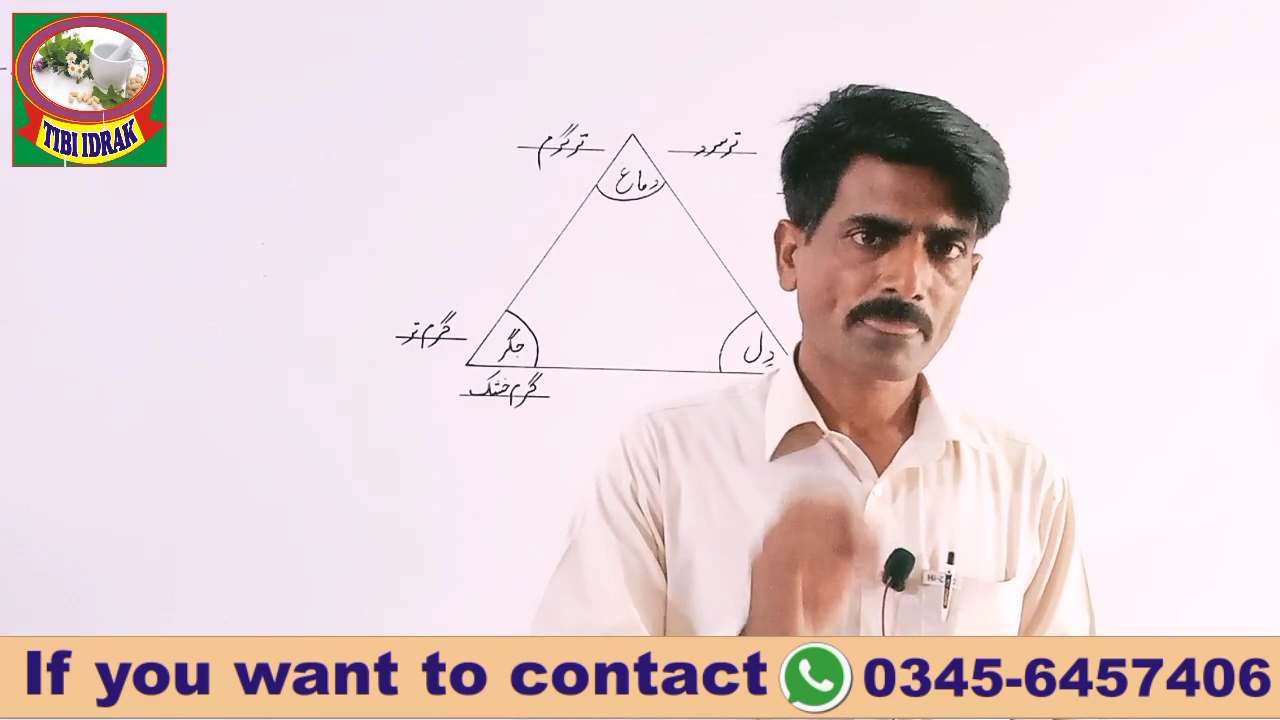 TIBI IDRAK
تر گرم
تر سرد
دماغ
گرم تر
جگر
دِل
گرم خشک
Hi-
If you want to contact
0345-6457406